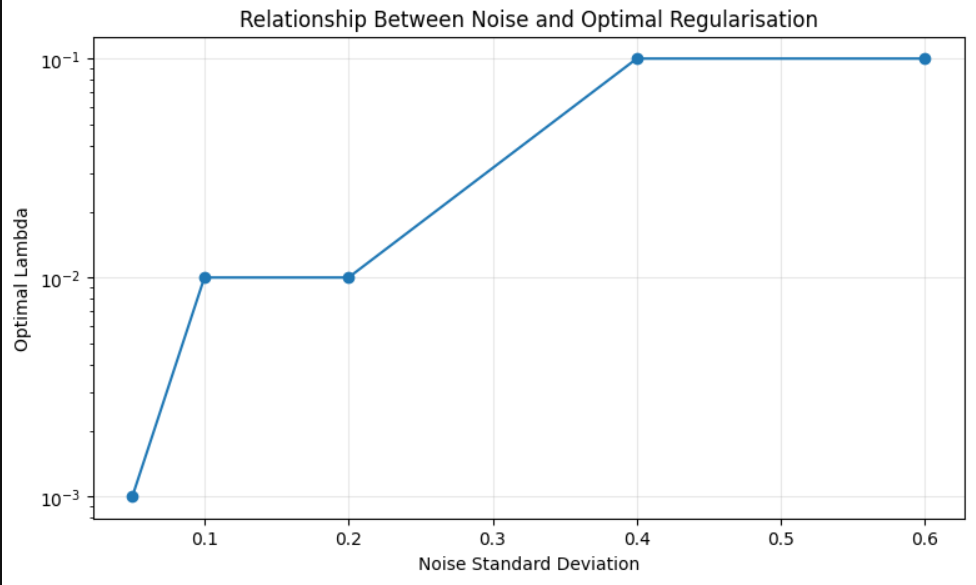 Relationship Between Noise and Optimal Regularisation
10⁻¹
10⁻²
10⁻³
Optimal Lambda
0.1 0.2 0.3 0.4 0.5 0.6
Noise Standard Deviation